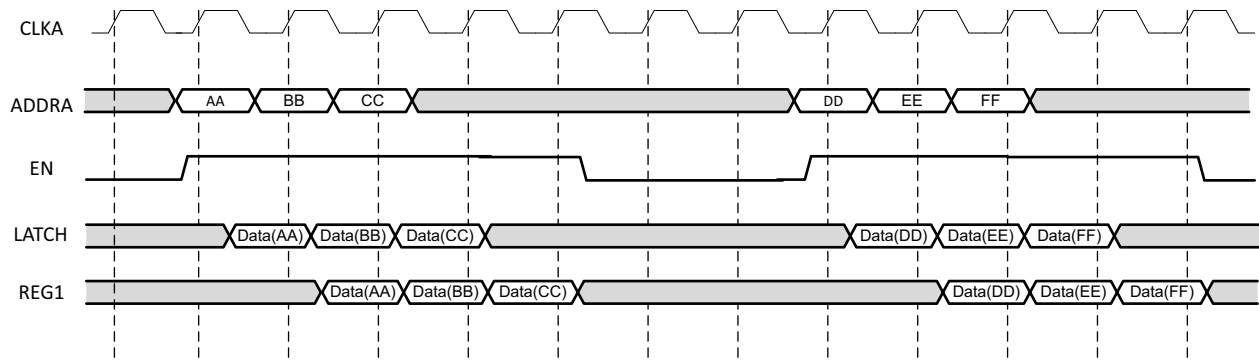 CLKA
ADDRA AA BB CC DD EE FF
EN
LATCH Data(AA) Data(BB) Data(CC) Data(DD) Data(EE) Data(FF)
REG1 Data(AA) Data(BB) Data(CC) Data(DD) Data(EE) Data(FF)